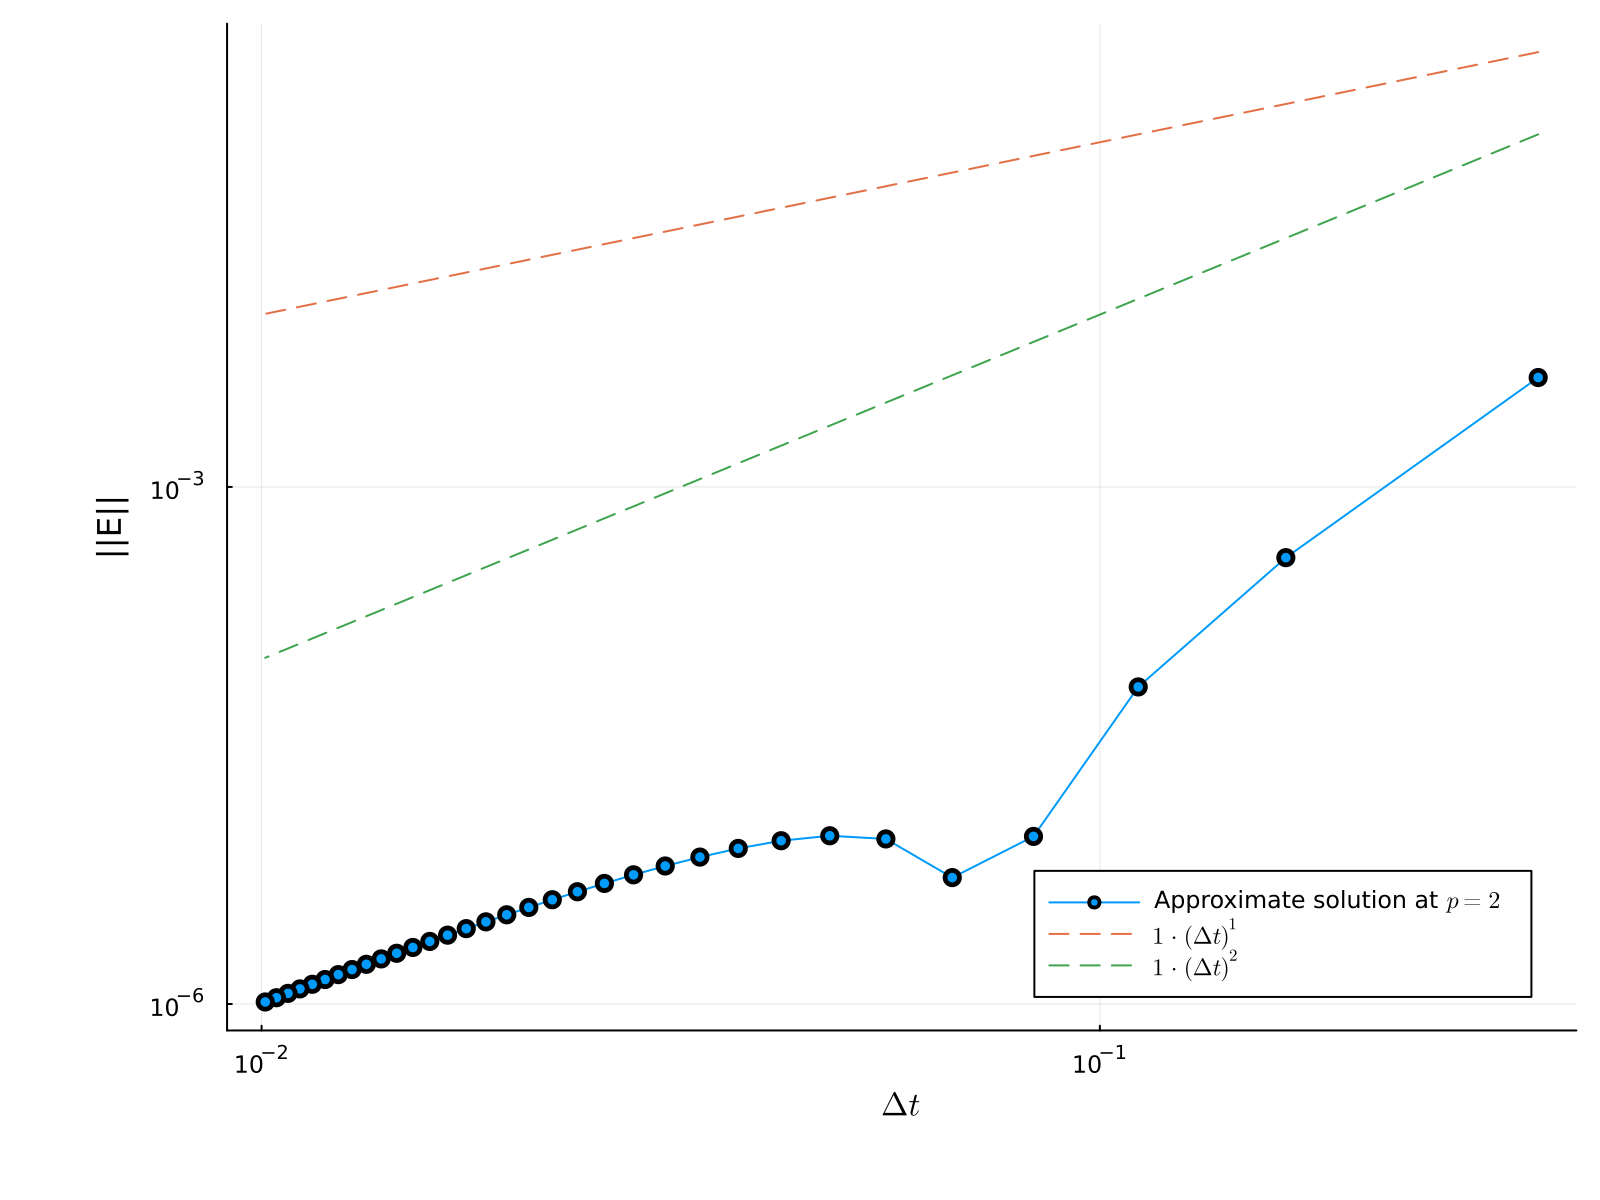 ||E||
10⁻³
10⁻⁶
10⁻²
10⁻¹
Δt
Approximate solution at p = 2
1 · (Δt)¹
1 · (Δt)²